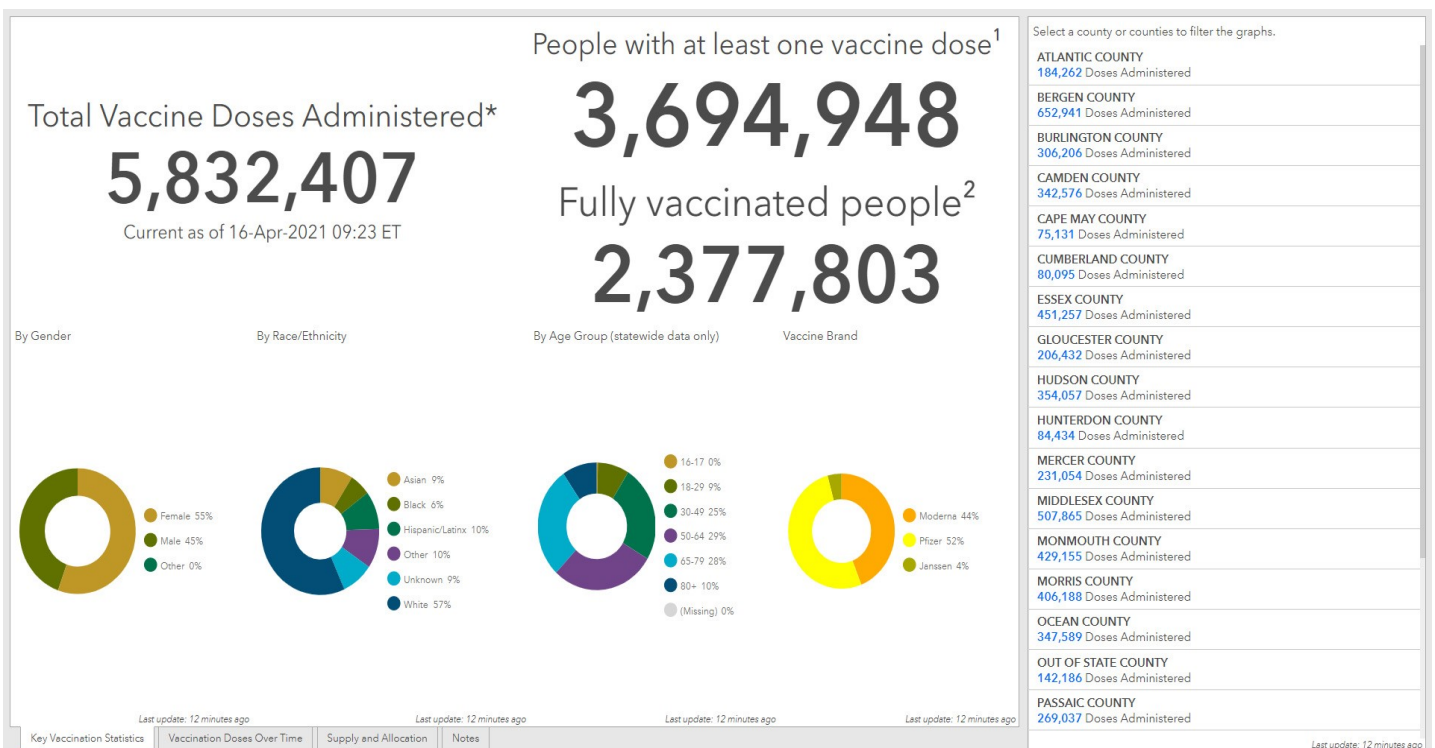 Total Vaccine Doses Administered*
5,832,407
Current as of 16-Apr-2021 09:23 ET
People with at least one vaccine dose¹
3,694,948
Fully vaccinated people²
2,377,803
By Gender
Female 55%
Male 45%
Other 0%
Last update: 12 minutes ago
By Race/Ethnicity
Asian 9%
Black 6%
Hispanic/Latinx 10%
Other 10%
Unknown 9%
White 57%
Last update: 12 minutes ago
By Age Group (statewide data only)
16-17 0%
18-29 9%
30-49 25%
50-64 29%
65-79 28%
80+ 10%
(Missing) 0%
Last update: 12 minutes ago
Vaccine Brand
Moderna 44%
Pfizer 52%
Janssen 4%
Last update: 12 minutes ago
Key Vaccination Statistics
Vaccination Doses Over Time
Supply and Allocation
Notes
Select a county or counties to filter the graphs.
ATLANTIC COUNTY
184,262 Doses Administered
BERGEN COUNTY
652,941 Doses Administered
BURLINGTON COUNTY
306,206 Doses Administered
CAMDEN COUNTY
342,576 Doses Administered
CAPE MAY COUNTY
75,131 Doses Administered
CUMBERLAND COUNTY
80,095 Doses Administered
ESSEX COUNTY
451,257 Doses Administered
GLOUCESTER COUNTY
206,432 Doses Administered
HUDSON COUNTY
354,057 Doses Administered
HUNTERDON COUNTY
84,434 Doses Administered
MERCER COUNTY
231,054 Doses Administered
MIDDLESEX COUNTY
507,865 Doses Administered
MONMOUTH COUNTY
429,155 Doses Administered
MORRIS COUNTY
406,188 Doses Administered
OCEAN COUNTY
347,589 Doses Administered
OUT OF STATE COUNTY
142,186 Doses Administered
PASSAIC COUNTY
269,037 Doses Administered
Last update: 12 minutes ago